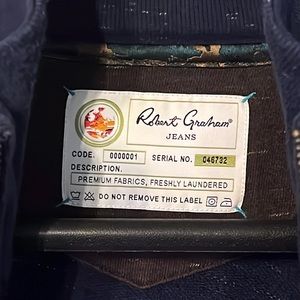 Robert Graham®
JEANS
CODE. 0000001 SERIAL NO. 046732
DESCRIPTION.
PREMIUM FABRICS, FRESHLY LAUNDERED
DO NOT REMOVE THIS LABEL